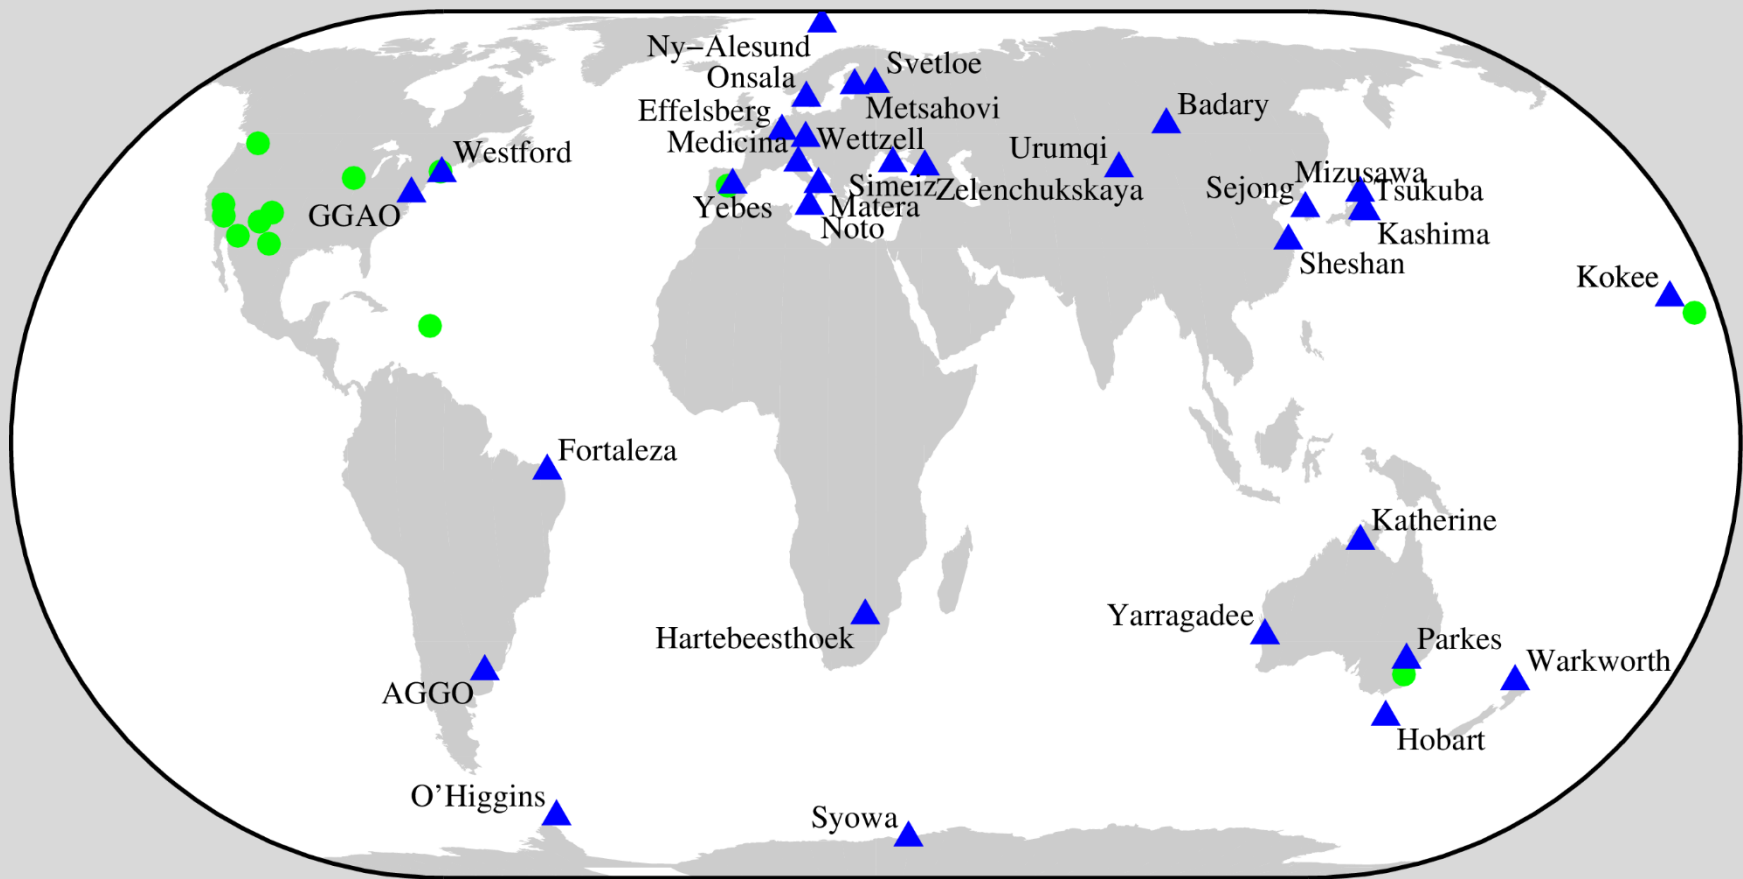 Ny–Alesund
Onsala
Svetloe
Effelsberg
Metsahovi
Badary
Medicina
Wettzell
Westford
Urumqi
Mizusawa
Simeiz
Zelenchukskaya
Sejong
Tsukuba
GGAO
Yebes
Matera
Noto
Kashima
Sheshan
Kokee
Fortaleza
Katherine
Yarragadee
Hartebeesthoek
Parkes
Warkworth
AGGO
Hobart
O’Higgins
Syowa